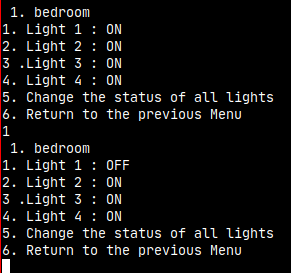 1. bedroom
1. Light 1 : ON
2. Light 2 : ON
3 .Light 3 : ON
4. Light 4 : ON
5. Change the status of all lights
6. Return to the previous Menu
1
1. bedroom
1. Light 1 : OFF
2. Light 2 : ON
3 .Light 3 : ON
4. Light 4 : ON
5. Change the status of all lights
6. Return to the previous Menu